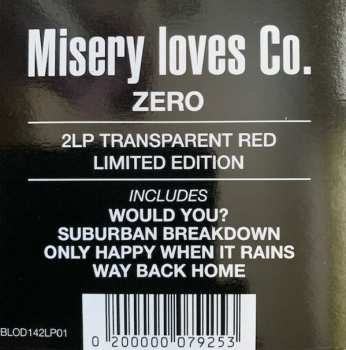 Misery loves Co.
ZERO
2LP TRANSPARENT RED
LIMITED EDITION
INCLUDES
WOULD YOU?
SUBURBAN BREAKDOWN
ONLY HAPPY WHEN IT RAINS
WAY BACK HOME
BLOD142LP01
0 200000 079253